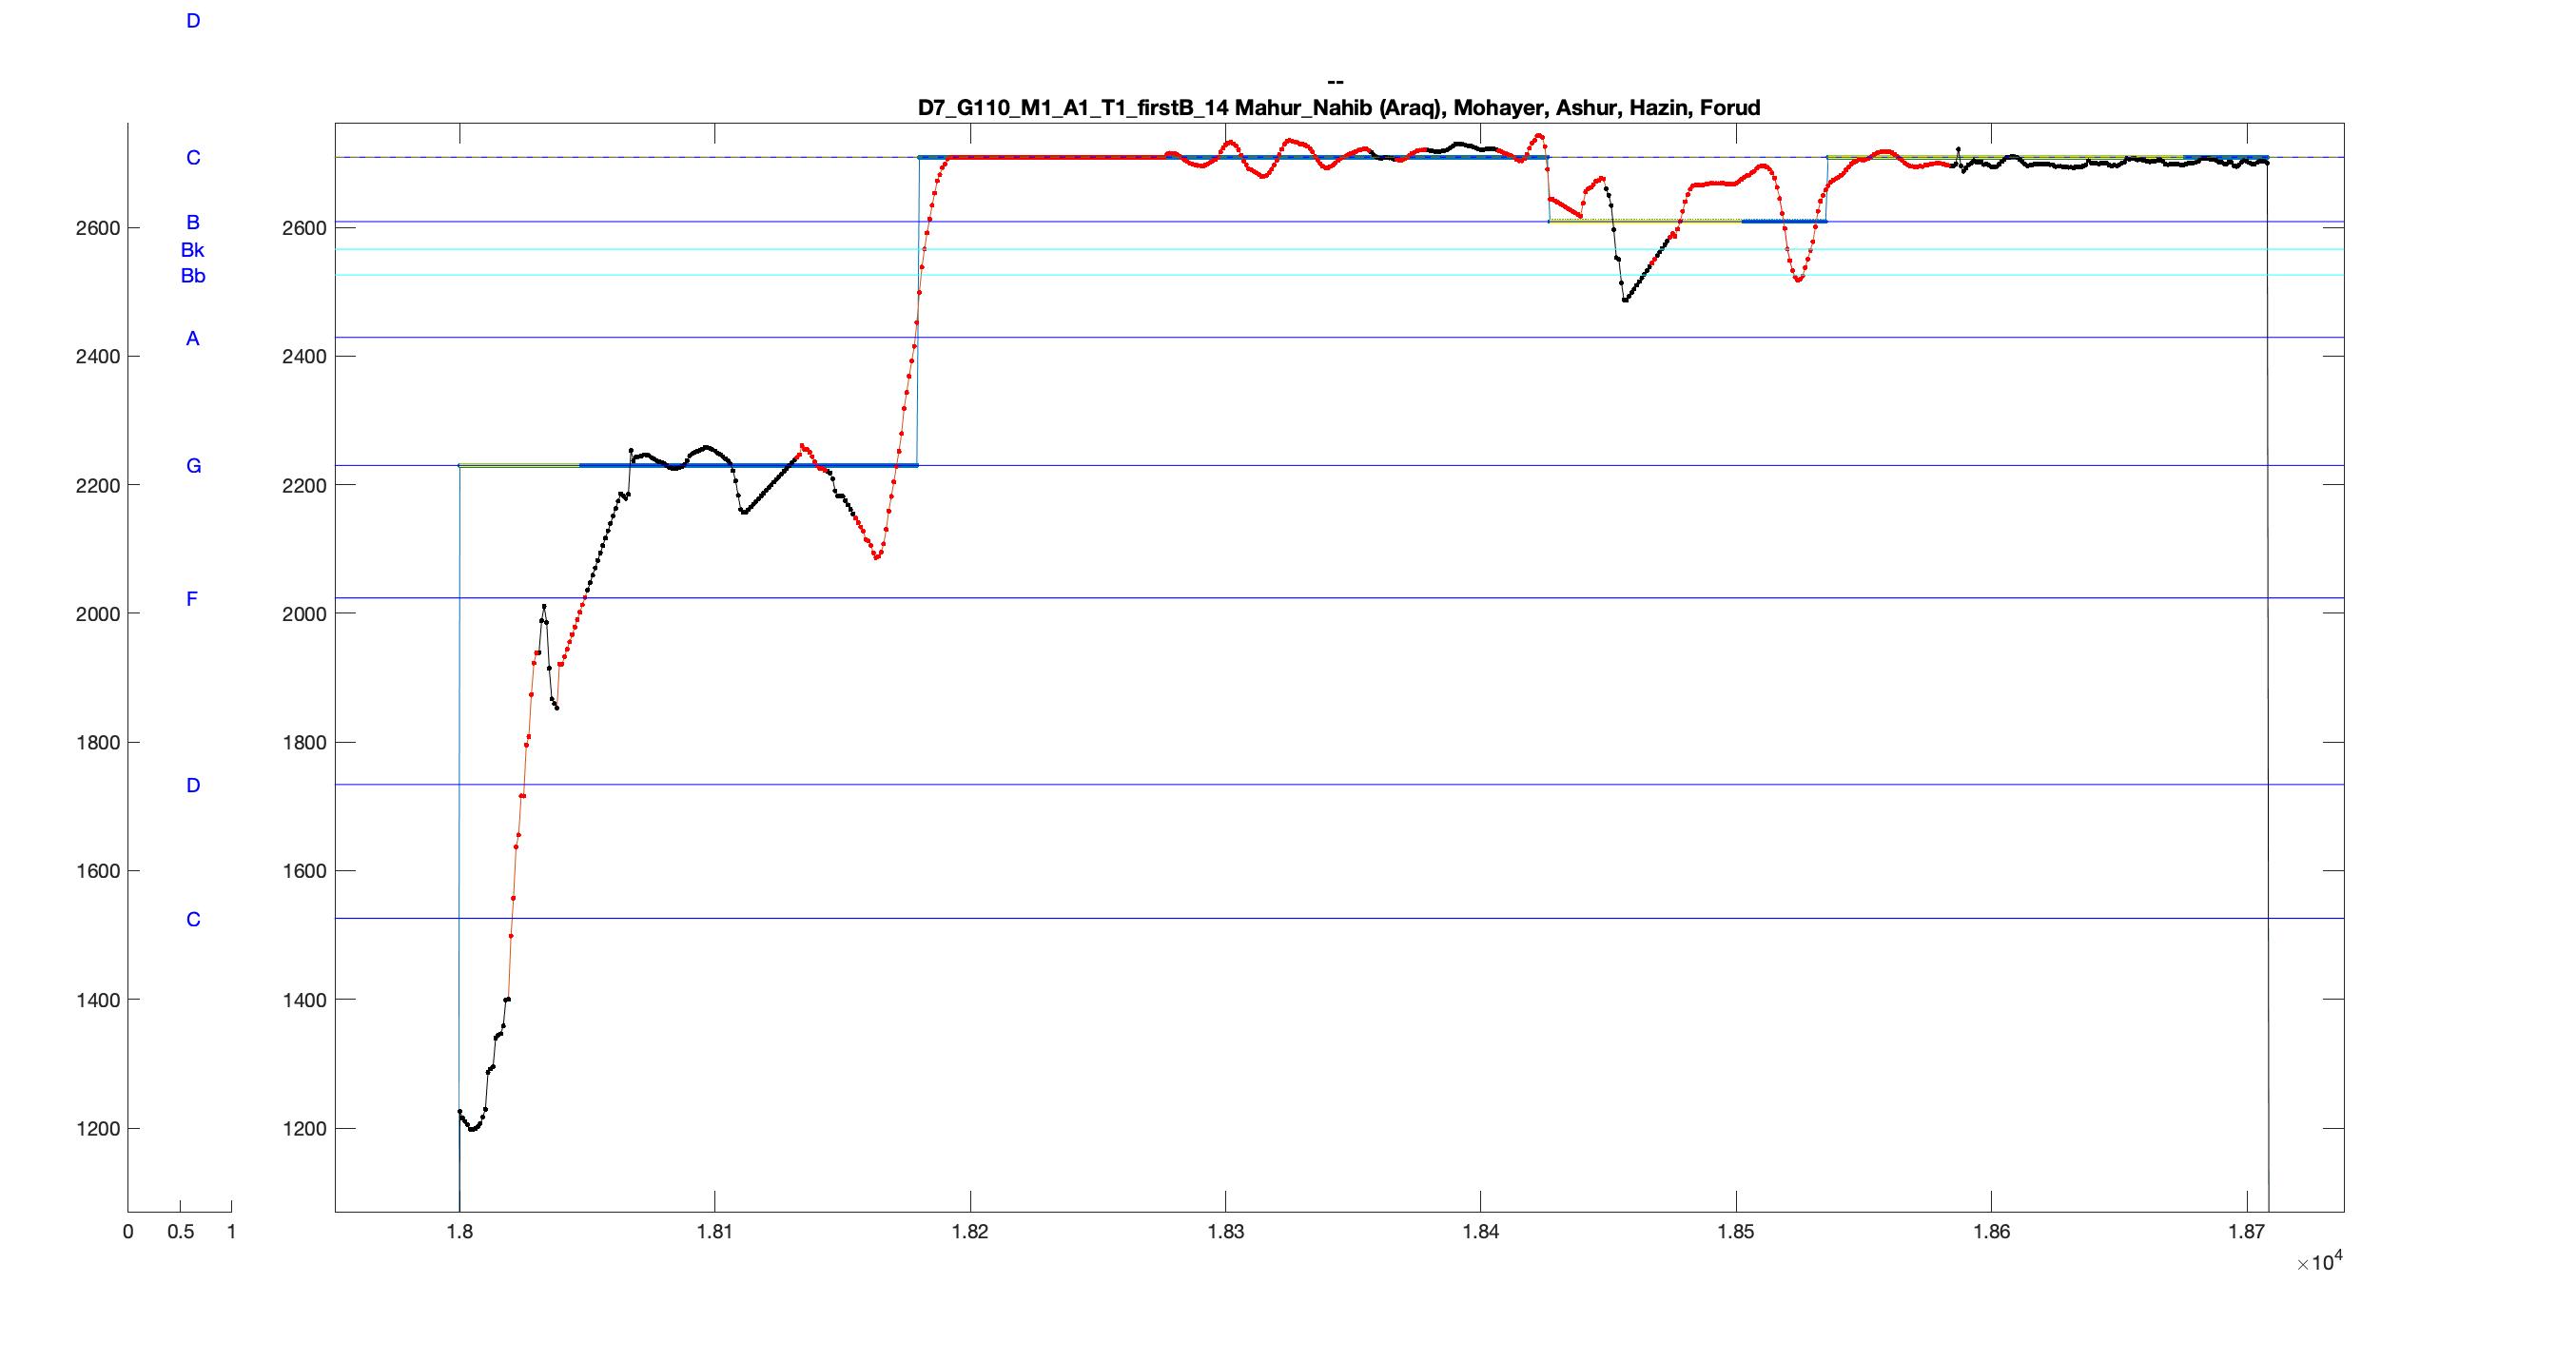 D
--
D7_G110_M1_A1_T1_firstB_14 Mahur_Nahib (Araq), Mohayer, Ashur, Hazin, Forud
C
2600 B 2600
Bk
Bb
2400 A 2400
G
2200 2200
2000 F 2000
1800 1800
D
1600 1600
C
1400 1400
1200 1200
0 0.5 1 1.8 1.81 1.82 1.83 1.84 1.85 1.86 1.87
×10^4